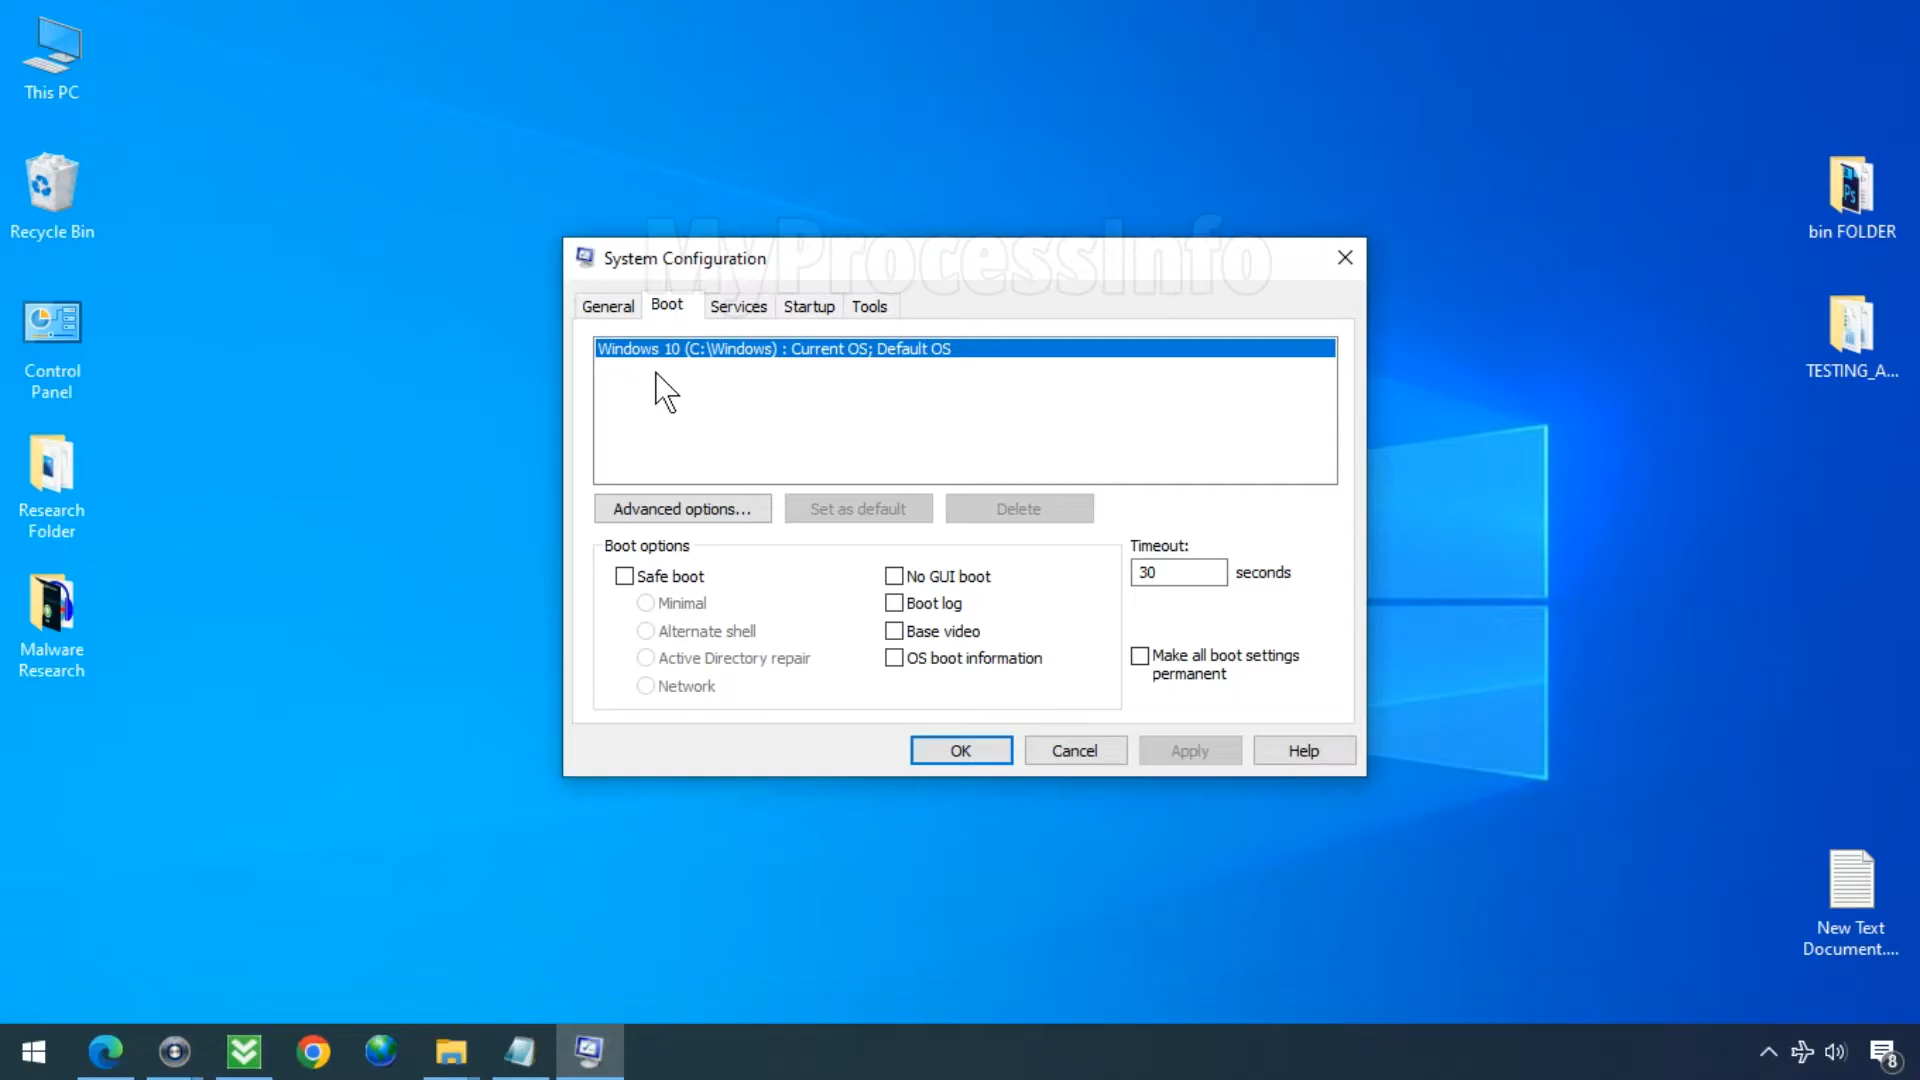 This PC
Recycle Bin
Control
Panel
Research
Folder
Malware
Research
bin FOLDER
TESTING_A...
New Text
Document....
MyProcessInfo
System Configuration
General
Boot
Services
Startup
Tools
Windows 10 (C:\Windows) : Current OS; Default OS
Advanced options...
Set as default
Delete
Boot options
Safe boot
Minimal
Alternate shell
Active Directory repair
Network
No GUI boot
Boot log
Base video
OS boot information
Timeout:
30 seconds
Make all boot settings
permanent
OK
Cancel
Apply
Help
Ps
8